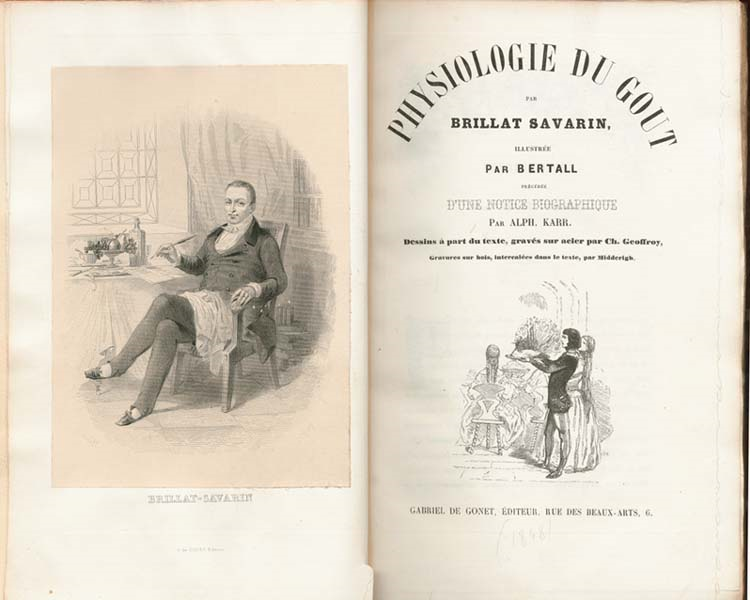 BRILLAT-SAVARIN
PHYSIOLOGIE DU GOUT
PAR
BRILLAT SAVARIN,
ILLUSTRÉE
PAR BERTALL
PRÉCÉDÉE
D'UNE NOTICE BIOGRAPHIQUE
PAR ALPH. KARR.
Dessins à part du texte, gravés sur acier par Ch. Geoffroy,
Gravures sur bois, intercalées dans le texte, par Midderigh.
GABRIEL DE GONET, ÉDITEUR, RUE DES BEAUX-ARTS, 6.
(1848)